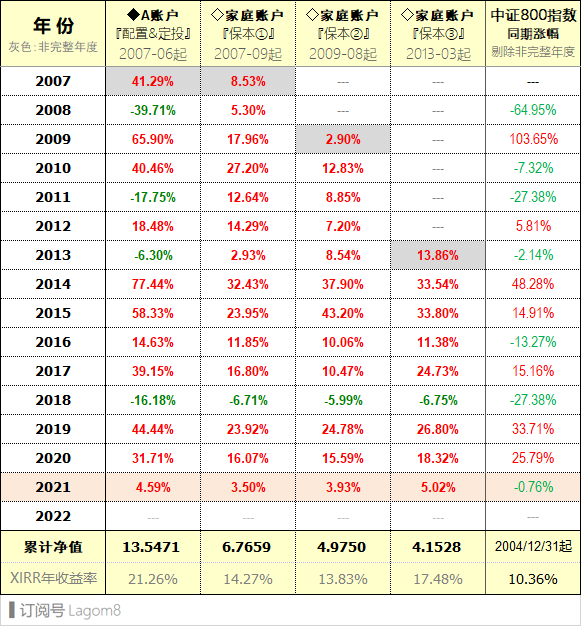 年份 ◆A账户 ◇家庭账户 ◇家庭账户 ◇家庭账户 中证800指数
『配置&定投』 『保本①』 『保本②』 『保本③』 同期涨幅
灰色:非完整年度 2007-06起 2007-09起 2009-08起 2013-03起 剔除非完整年度
2007 41.29% 8.53% --- --- ---
2008 -39.71% 5.30% --- --- -64.95%
2009 65.90% 17.96% 2.90% --- 103.65%
2010 40.46% 27.20% 12.83% --- -7.32%
2011 -17.75% 12.64% 8.85% --- -27.38%
2012 18.48% 14.29% 7.20% --- 5.81%
2013 -6.30% 2.93% 8.54% 13.86% -2.14%
2014 77.44% 32.43% 37.90% 33.54% 48.28%
2015 58.33% 23.95% 43.20% 33.80% 14.91%
2016 14.63% 11.85% 10.06% 11.38% -13.27%
2017 39.15% 16.80% 10.47% 24.73% 15.16%
2018 -16.18% -6.71% -5.99% -6.75% -27.38%
2019 44.44% 23.92% 24.78% 26.80% 33.71%
2020 31.71% 16.07% 15.59% 18.32% 25.79%
2021 4.59% 3.50% 3.93% 5.02% -0.76%
2022 --- --- --- --- ---
累计净值 13.5471 6.7659 4.9750 4.1528 2004/12/31起
XIRR年收益率 21.26% 14.27% 13.83% 17.48% 10.36%
订阅号 Lagom8